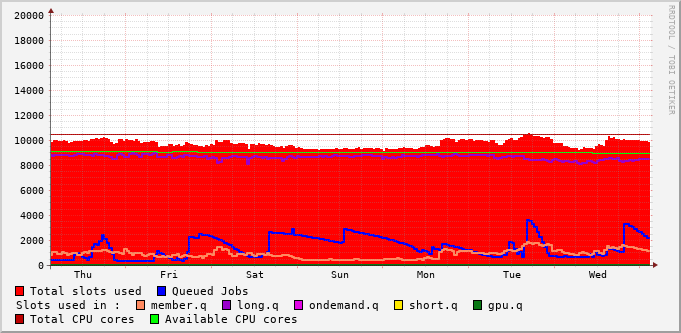 RRDTOOL / TOBI OETIKER
20000
18000
16000
14000
12000
10000
8000
6000
4000
2000
0
Thu Fri Sat Sun Mon Tue Wed
Total slots used Queued Jobs
Slots used in : member.q long.q ondemand.q short.q gpu.q
Total CPU cores Available CPU cores